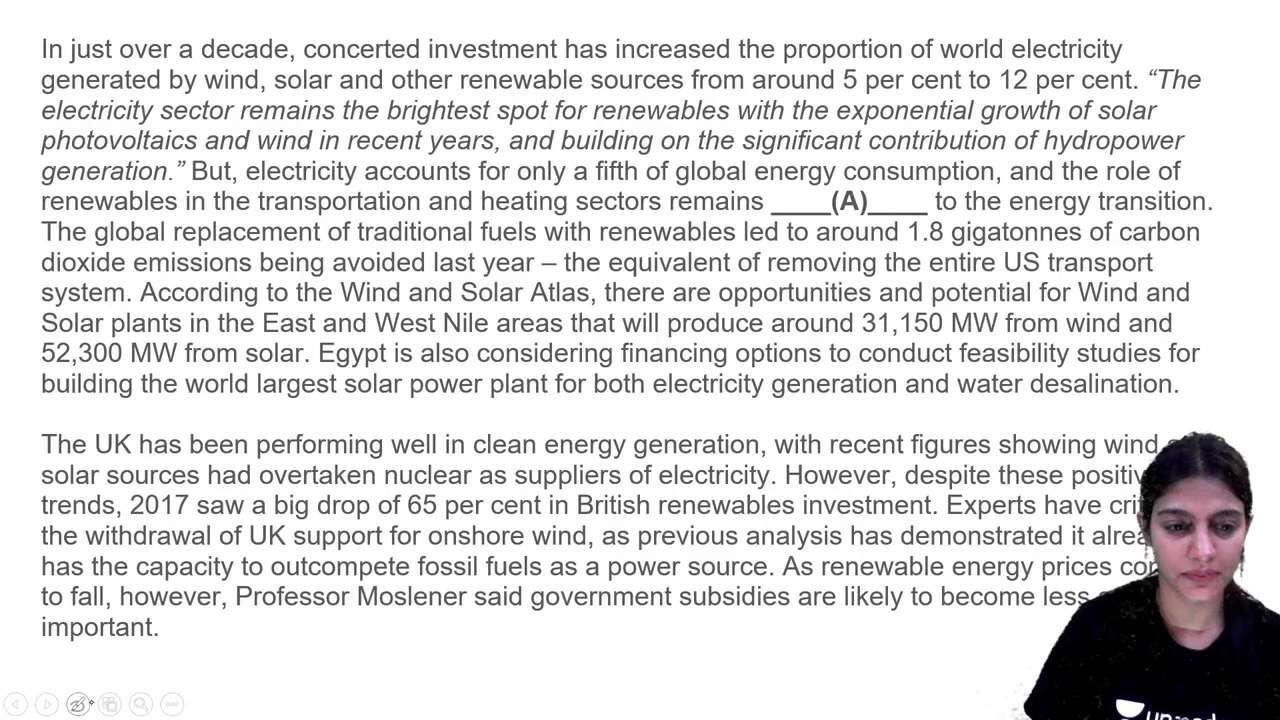 In just over a decade, concerted investment has increased the proportion of world electricity
generated by wind, solar and other renewable sources from around 5 per cent to 12 per cent. “The
electricity sector remains the brightest spot for renewables with the exponential growth of solar
photovoltaics and wind in recent years, and building on the significant contribution of hydropower
generation.” But, electricity accounts for only a fifth of global energy consumption, and the role of
renewables in the transportation and heating sectors remains ____(A)____ to the energy transition.
The global replacement of traditional fuels with renewables led to around 1.8 gigatonnes of carbon
dioxide emissions being avoided last year – the equivalent of removing the entire US transport
system. According to the Wind and Solar Atlas, there are opportunities and potential for Wind and
Solar plants in the East and West Nile areas that will produce around 31,150 MW from wind and
52,300 MW from solar. Egypt is also considering financing options to conduct feasibility studies for
building the world largest solar power plant for both electricity generation and water desalination.
The UK has been performing well in clean energy generation, with recent figures showing wind
solar sources had overtaken nuclear as suppliers of electricity. However, despite these
trends, 2017 saw a big drop of 65 per cent in British renewables investment. Experts have
the withdrawal of UK support for onshore wind, as previous analysis has demonstrated it
has the capacity to outcompete fossil fuels as a power source. As renewable energy prices
to fall, however, Professor Moslener said government subsidies are likely to become less
important.